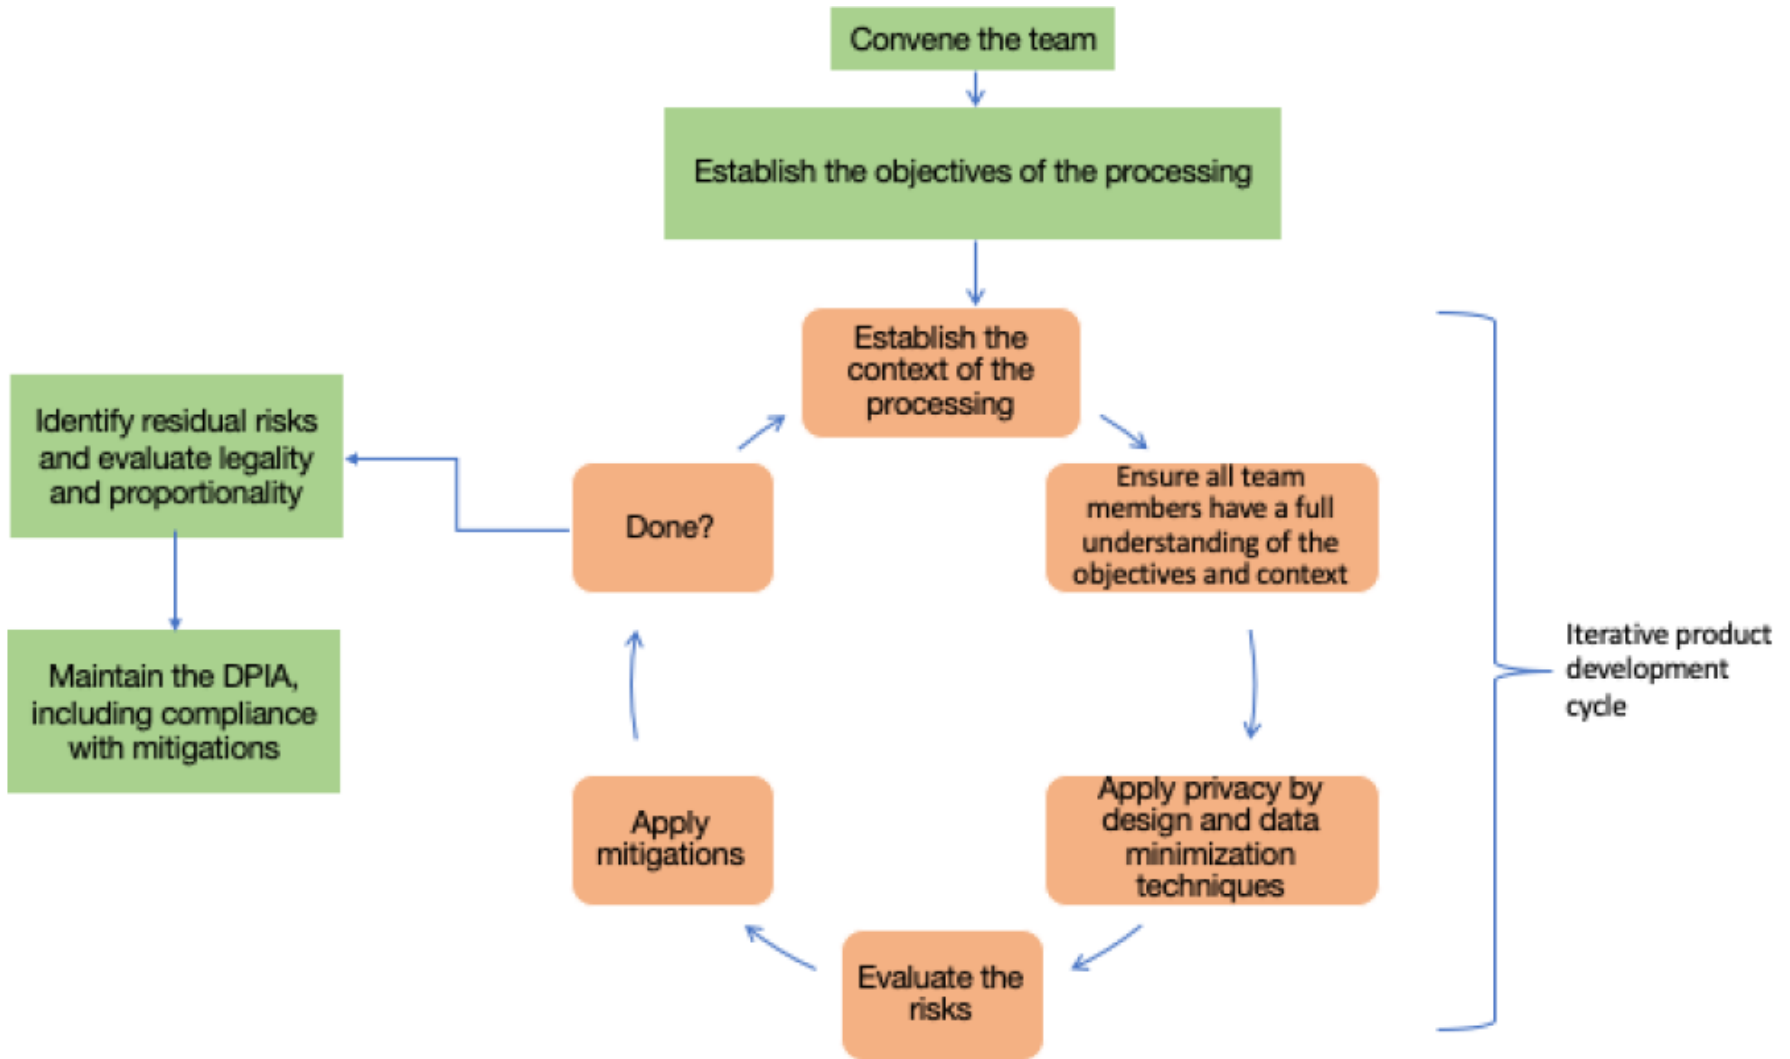 Convene the team
Establish the objectives of the processing
Establish the
context of the
processing
Ensure all team
members have a full
understanding of the
objectives and context
Apply privacy by
design and data
minimization
techniques
Evaluate the
risks
Apply
mitigations
Done?
Identify residual risks
and evaluate legality
and proportionality
Maintain the DPIA,
including compliance
with mitigations
Iterative product
development
cycle